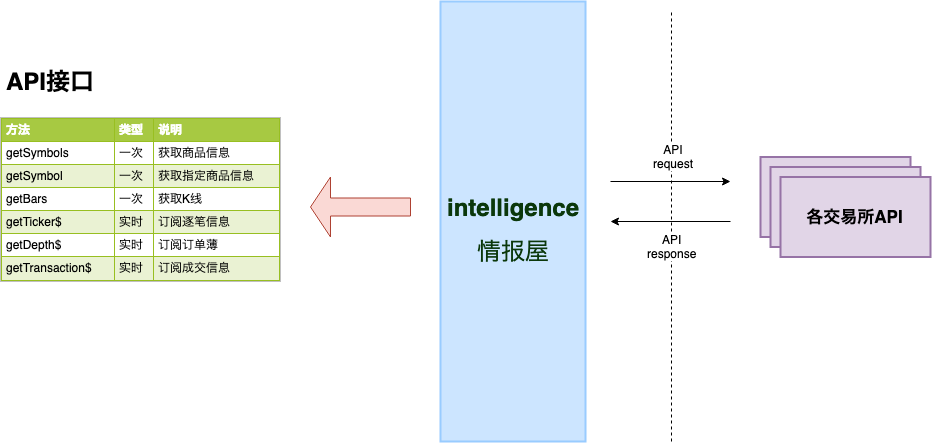 API接口
方法 类型 说明
getSymbols 一次 获取商品信息
getSymbol 一次 获取指定商品信息
getBars 一次 获取K线
getTicker$ 实时 订阅逐笔信息
getDepth$ 实时 订阅订单薄
getTransaction$ 实时 订阅成交信息
intelligence
情报屋
API
request
API
response
各交易所API